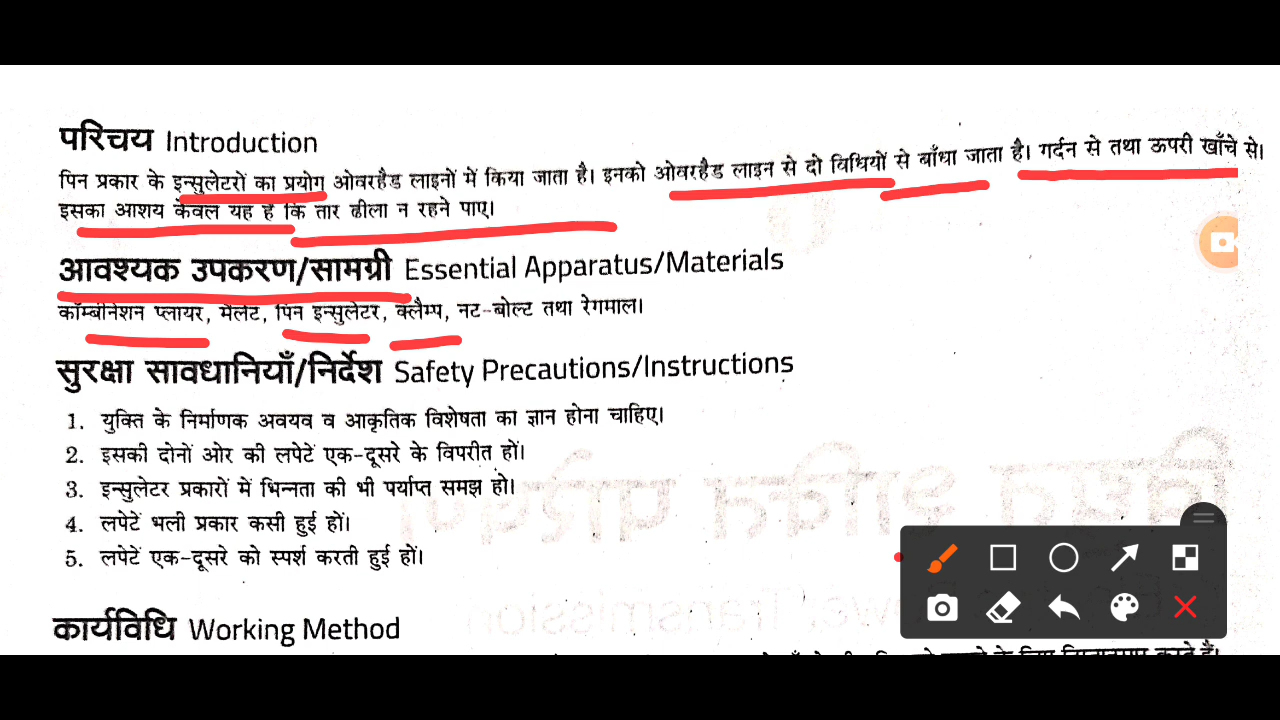 परिचय Introduction
पिन प्रकार के इन्सुलेटरों का प्रयोग ओवरहैड लाइनों में किया जाता है। इनको ओवरहैड लाइन से दो विधियों से बाँधा जाता है। गर्दन से तथा ऊपरी खाँचे से।
इसका आशय केवल यह है कि तार ढीला न रहने पाए।
आवश्यक उपकरण/सामग्री Essential Apparatus/Materials
कॉम्बीनेशन प्लायर, मैलेट, पिन इन्सुलेटर, क्लैम्प, नट-बोल्ट तथा रेगमाल।
सुरक्षा सावधानियाँ/निर्देश Safety Precautions/Instructions
1. युक्ति के निर्माणक अवयव व आकृतिक विशेषता का ज्ञान होना चाहिए।
2. इसकी दोनों ओर की लपेटें एक-दूसरे के विपरीत हों।
3. इन्सुलेटर प्रकारों में भिन्नता की भी पर्याप्त समझ हो।
4. लपेटें भली प्रकार कसी हुई हों।
5. लपेटें एक-दूसरे को स्पर्श करती हुई हों।
कार्यविधि Working Method